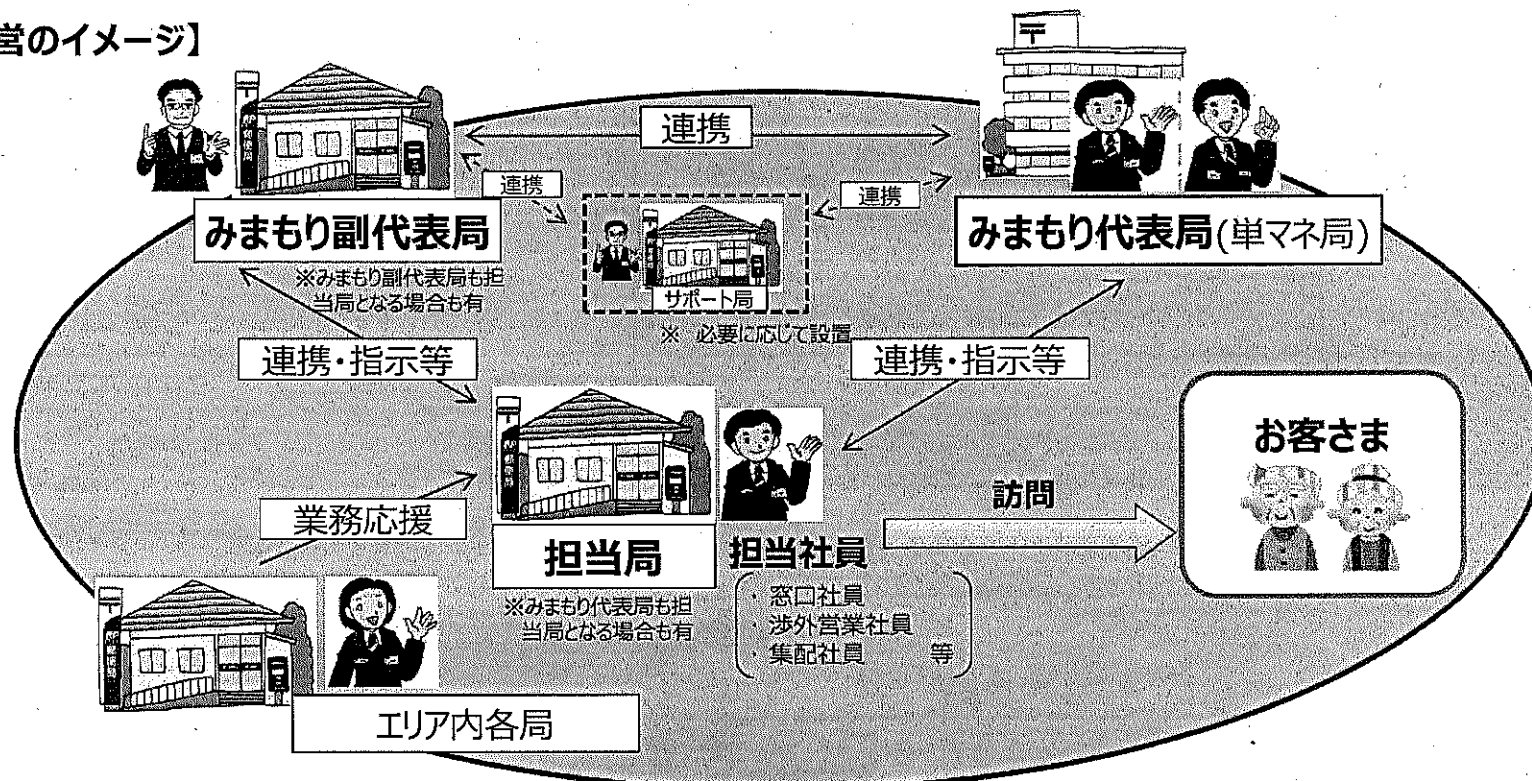 営のイメージ】
連携
連携
連携
みまもり副代表局
みまもり代表局(単マネ局)
※みまもり副代表局も担
当局となる場合も有
サポート局
※ 必要に応じて設置
連携・指示等
連携・指示等
お客さま
訪問
業務応援
担当局
担当社員
※みまもり代表局も担
当局となる場合も有
・ 窓口社員
・ 渉外営業社員
・ 集配社員 等
エリア内各局